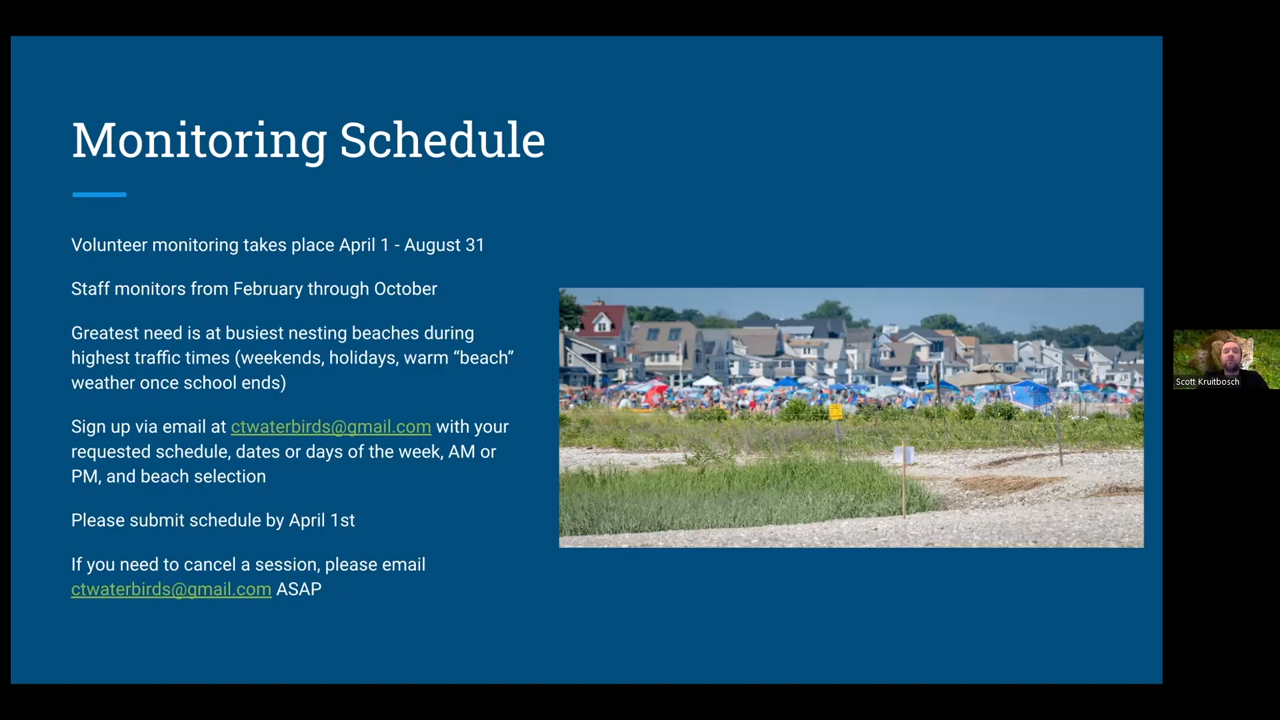 Monitoring Schedule
Volunteer monitoring takes place April 1 - August 31
Staff monitors from February through October
Greatest need is at busiest nesting beaches during
highest traffic times (weekends, holidays, warm “beach”
weather once school ends)
Sign up via email at ctwaterbirds@gmail.com with your
requested schedule, dates or days of the week, AM or
PM, and beach selection
Please submit schedule by April 1st
If you need to cancel a session, please email
ctwaterbirds@gmail.com ASAP
Scott Kruitbosch